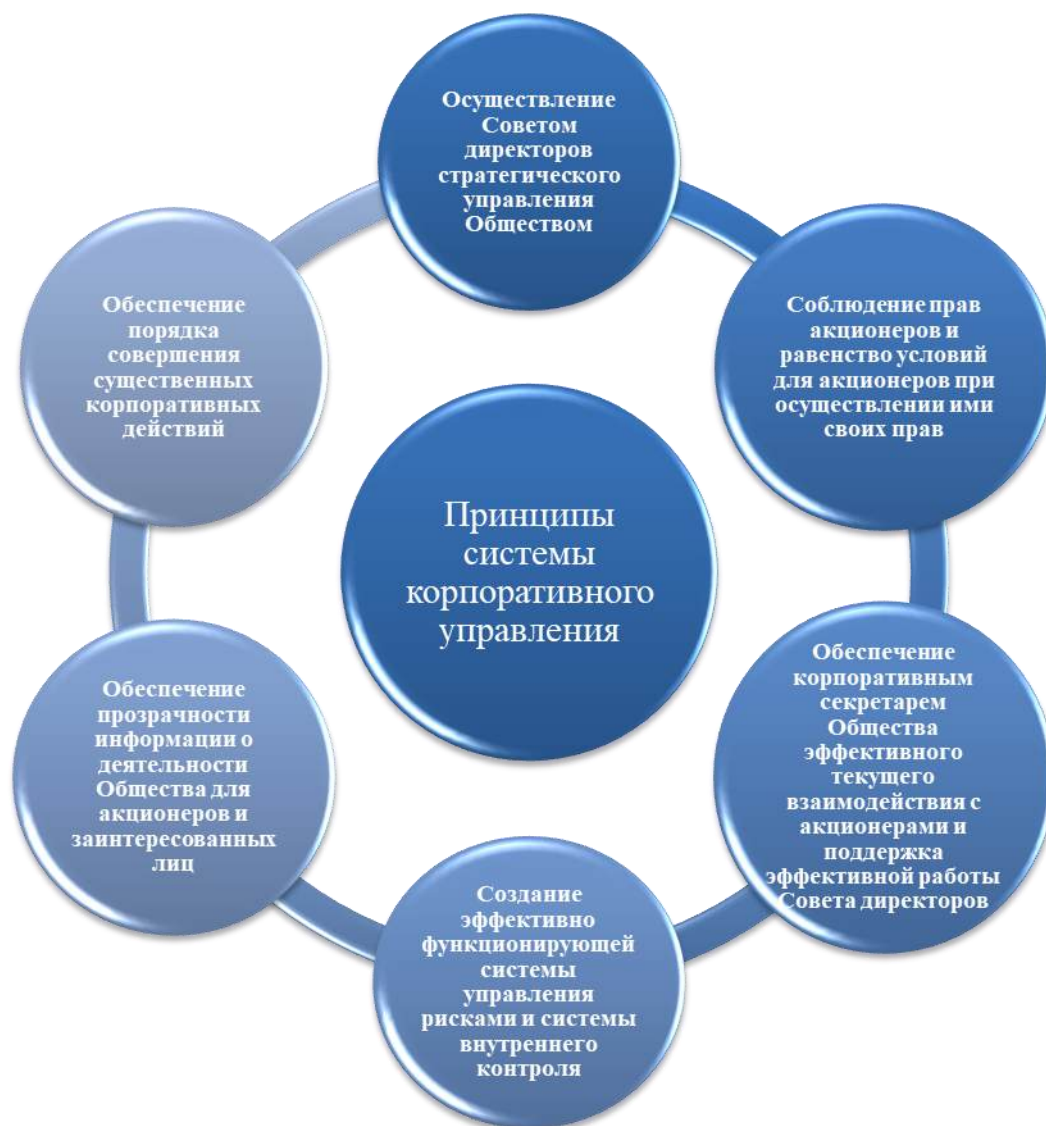 Осуществление
Советом
директоров
стратегического
управления
Обществом
Соблюдение прав
акционеров и
равенство условий
для акционеров при
осуществлении ими
своих прав
Обеспечение
корпоративным
секретарем
Общества
эффективного
текущего
взаимодействия с
акционерами и
поддержка
эффективной работы
Совета директоров
Создание
эффективно
функционирующей
системы
управления
рисками и системы
внутреннего
контроля
Обеспечение
прозрачности
информации о
деятельности
Общества для
акционеров и
заинтересованных
лиц
Обеспечение
порядка
совершения
существенных
корпоративных
действий
Принципы
системы
корпоративного
управления